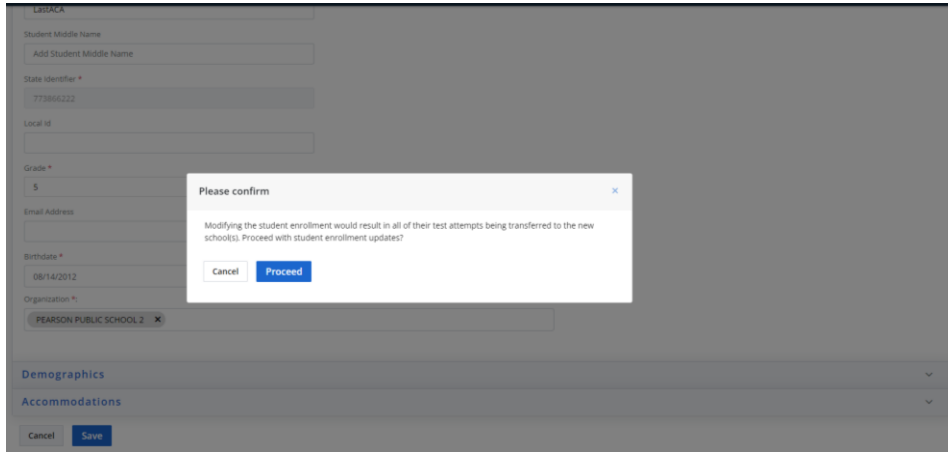 LastACA
Student Middle Name
Add Student Middle Name
State Identifier *
773866222
Local Id
Grade *
5
Please confirm ×
Modifying the student enrollment would result in all of their test attempts being transferred to the new
school(s). Proceed with student enrollment updates?
Cancel Proceed
Email Address
Birthdate *
08/14/2012
Organization *:
PEARSON PUBLIC SCHOOL 2 ×
Demographics
Accommodations
Cancel Save